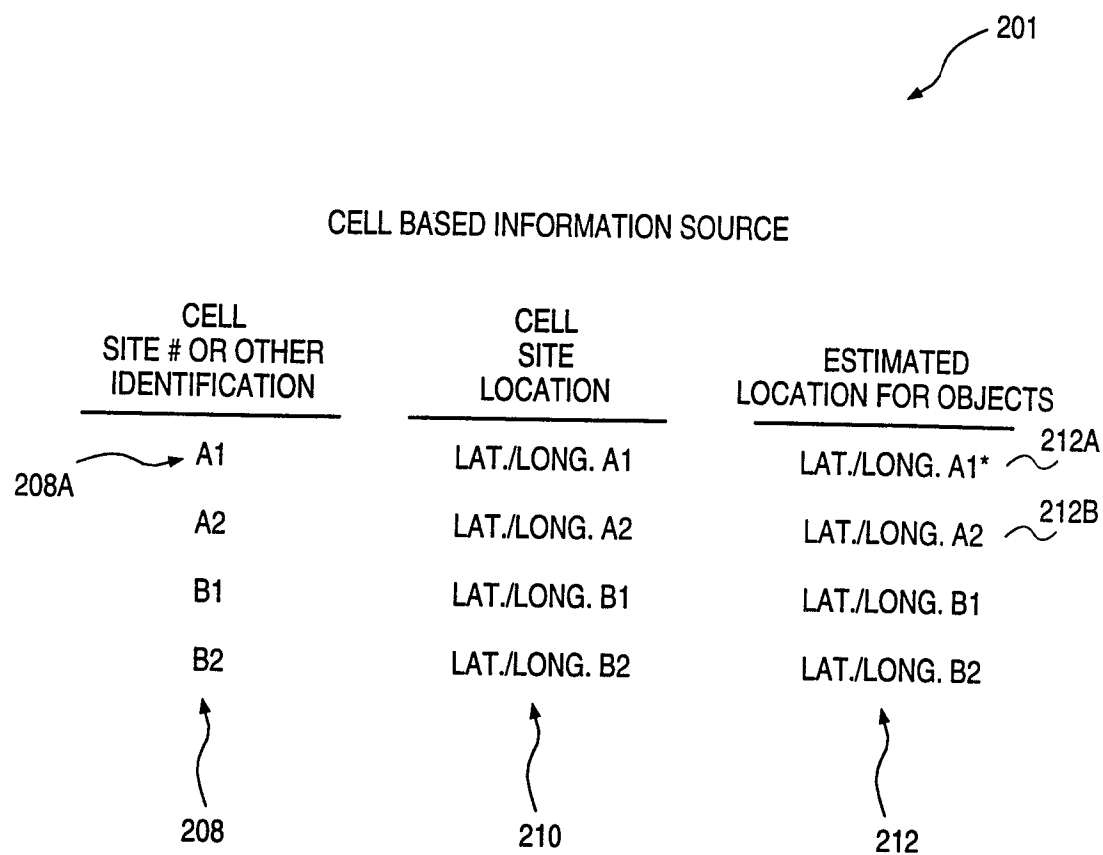 201
CELL BASED INFORMATION SOURCE
CELL
SITE # OR OTHER
IDENTIFICATION
CELL
SITE
LOCATION
ESTIMATED
LOCATION FOR OBJECTS
208A
A1
LAT./LONG. A1
LAT./LONG. A1*
212A
A2
LAT./LONG. A2
LAT./LONG. A2
212B
B1
LAT./LONG. B1
LAT./LONG. B1
B2
LAT./LONG. B2
LAT./LONG. B2
208
210
212